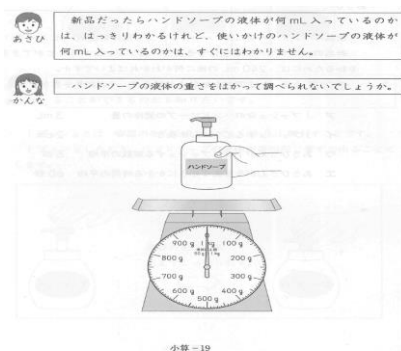 新品だったらハンドソープの液体が何mL入っているのか
は、はっきりわかるけれど、使いかけのハンドソープの液体が
何mL入っているのかは、すぐにはわかりません。
あさひ
ハンドソープの液体の重さをはかって調べられないでしょうか。
かんな
ハンドソープ
1kg
900g 100g
800g 200g
700g 300g
600g 400g
500g
小算－19